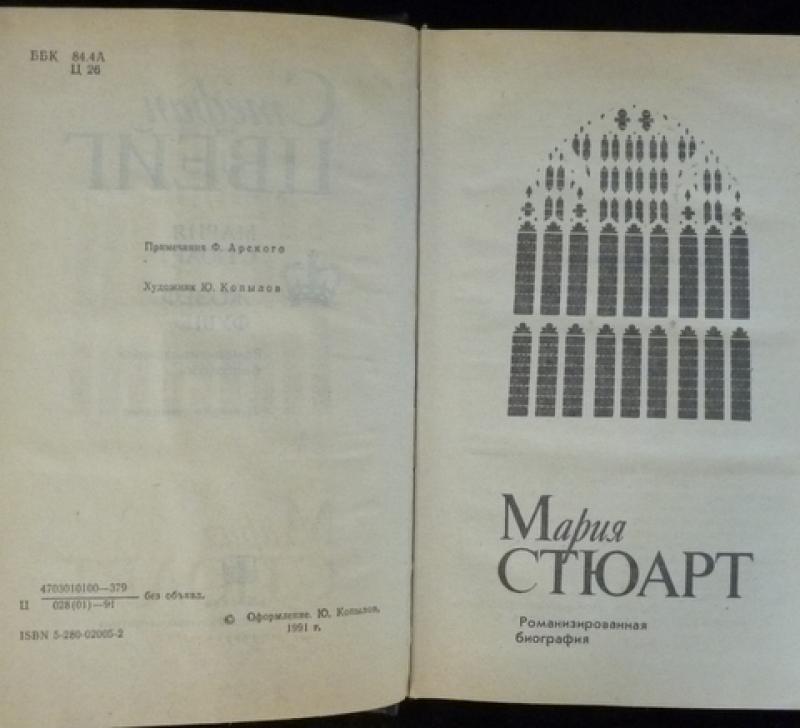 ББК 84.4А
Ц 26
Примечания Ф. Арского
Художник Ю. Копылов
Ц 4703010100—379
028(01)—91 без объявл.
ISBN 5-280-02005-2
© Оформление. Ю. Копылов,
1991 г.
Мария
СТЮАРТ
Романизированная
биография